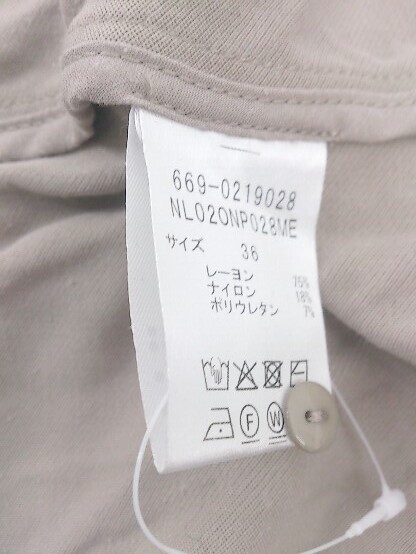 669-0219028
NL020NP028ME
サイズ 36
レーヨン 75%
ナイロン 18%
ポリウレタン 7%
F W